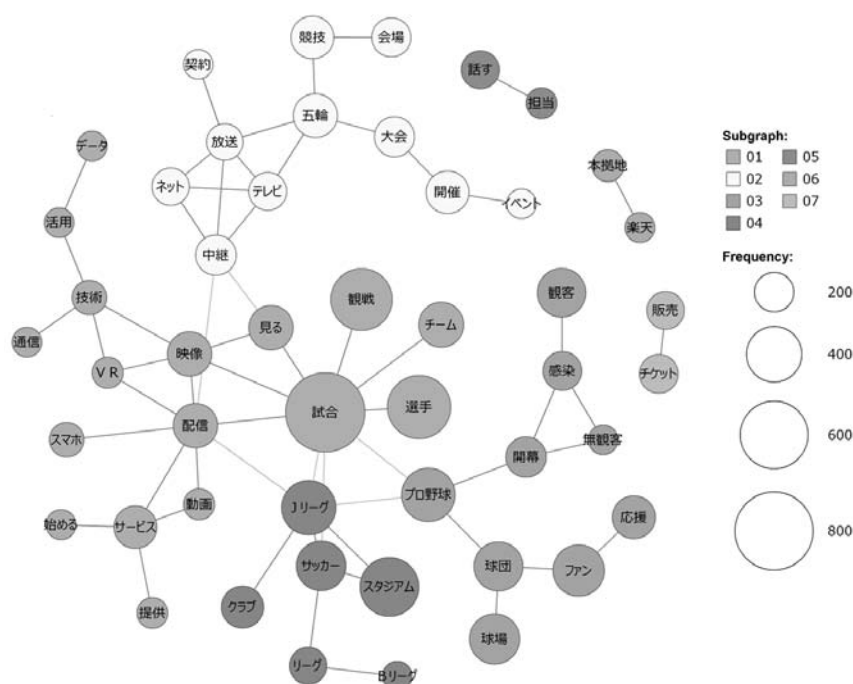 競技
会場
契約
話す
担当
五輪
放送
大会
データ
本拠地
ネット
テレビ
開催
イベント
活用
楽天
中継
技術
観戦
観客
販売
見る
チーム
通信
映像
ＶＲ
感染
チケット
試合
選手
配信
スマホ
無観客
開幕
プロ野球
Jリーグ
動画
始める
サービス
応援
サッカー
スタジアム
球団
ファン
クラブ
提供
球場
リーグ
Bリーグ
Subgraph:
01
02
03
04
05
06
07
Frequency:
200
400
600
800